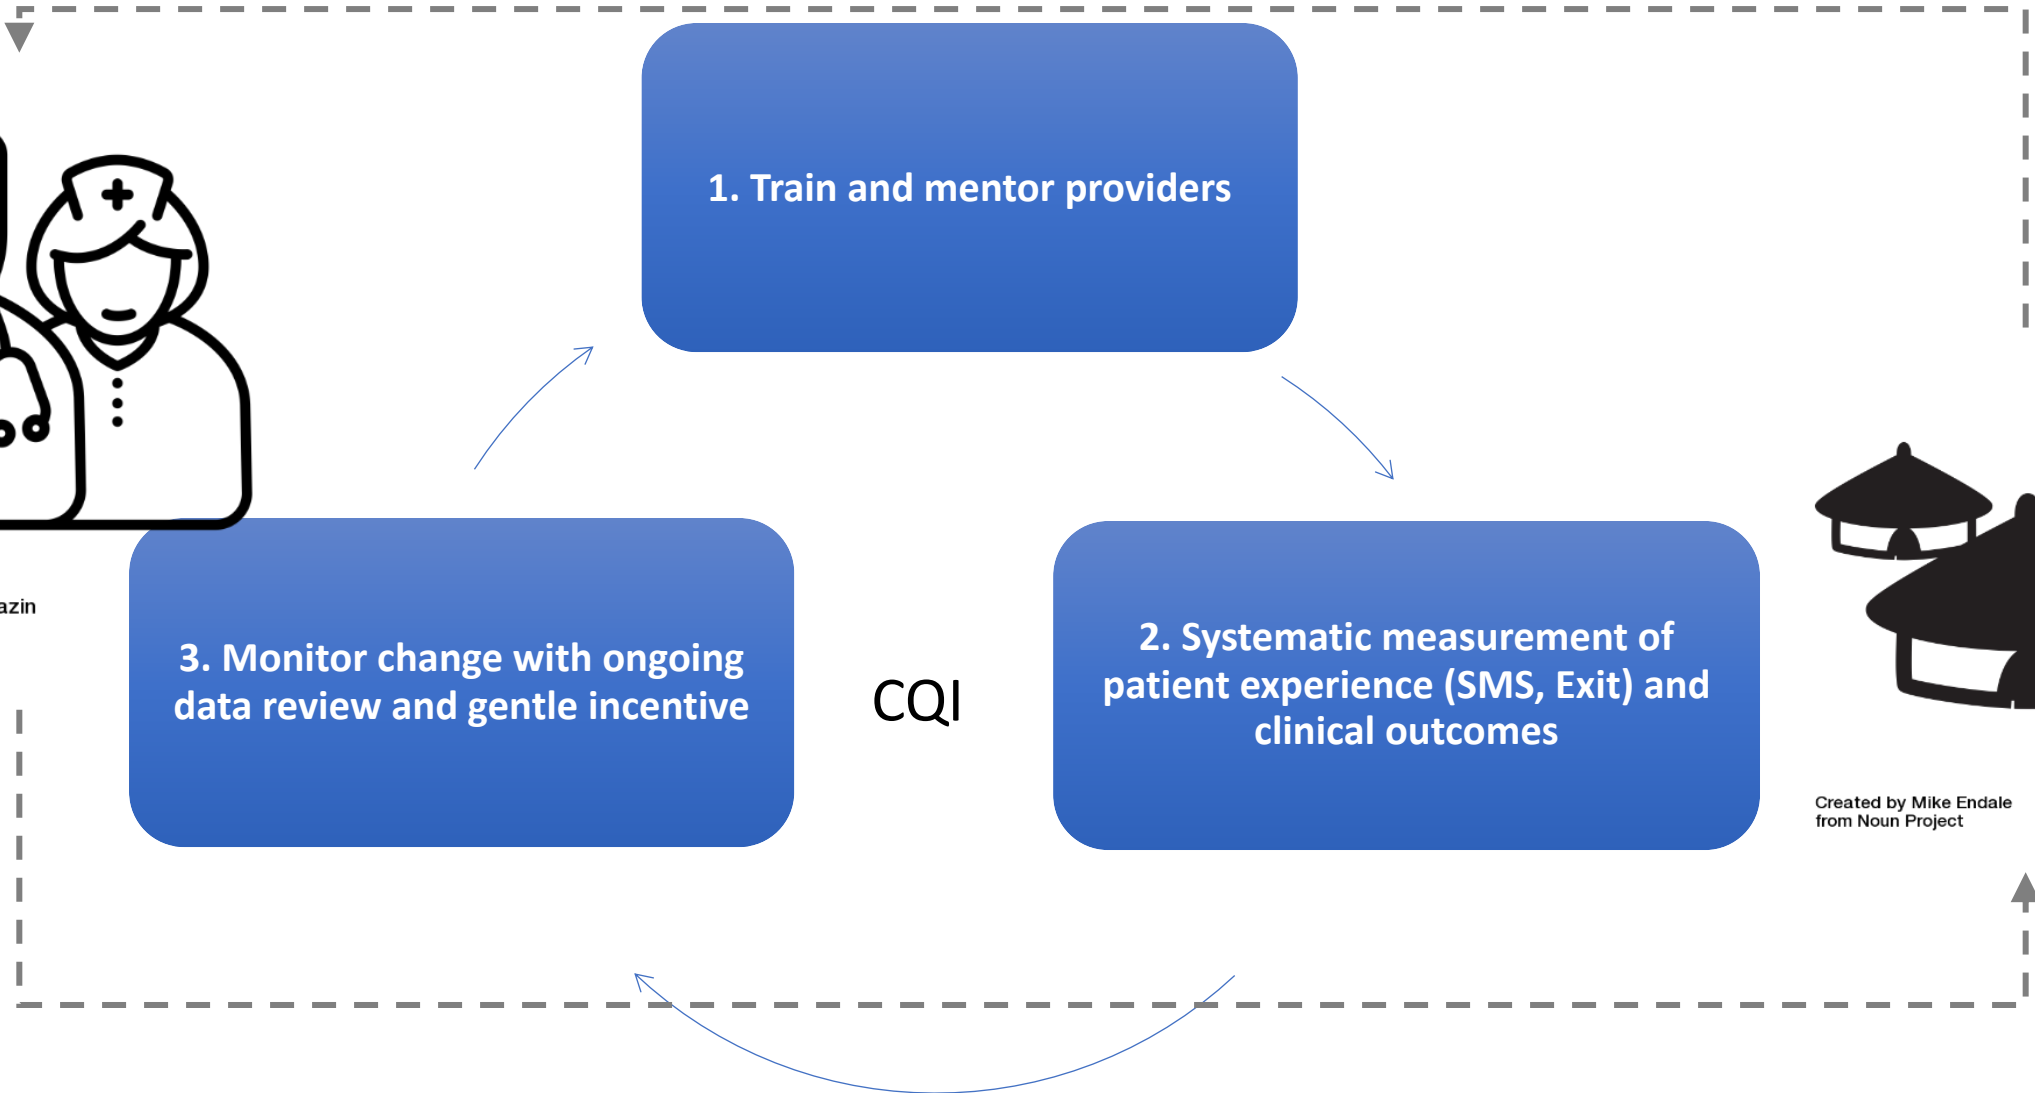 1. Train and mentor providers
3. Monitor change with ongoing
data review and gentle incentive
CQI
2. Systematic measurement of
patient experience (SMS, Exit) and
clinical outcomes
Created by Mike Endale
from Noun Project